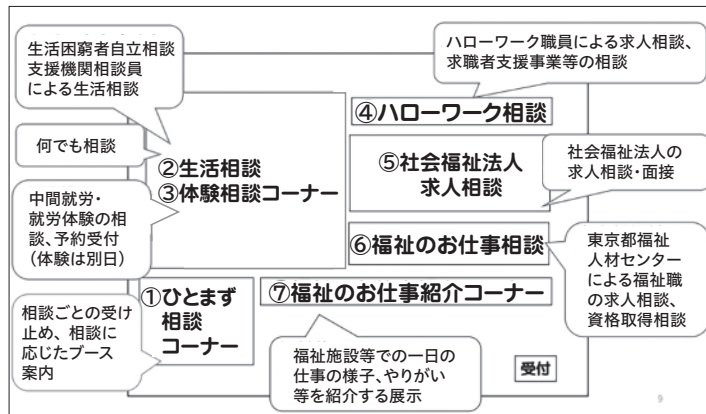 生活困窮者自立相談
支援機関相談員
による生活相談
ハローワーク職員による求人相談、
求職者支援事業等の相談
④ハローワーク相談
何でも相談
②生活相談
③体験相談コーナー
⑤社会福祉法人
求人相談
社会福祉法人の
求人相談・面接
中間就労・
就労体験の相
談、予約受付
（体験は別日）
⑥福祉のお仕事相談
東京都福祉
人材センター
による福祉職
の求人相談、
資格取得相談
①ひとまず
相談
コーナー
⑦福祉のお仕事紹介コーナー
相談ごとの受け
止め、相談に
応じたブース
案内
福祉施設等での一日の
仕事の様子、やりがい
等を紹介する展示
受付
9